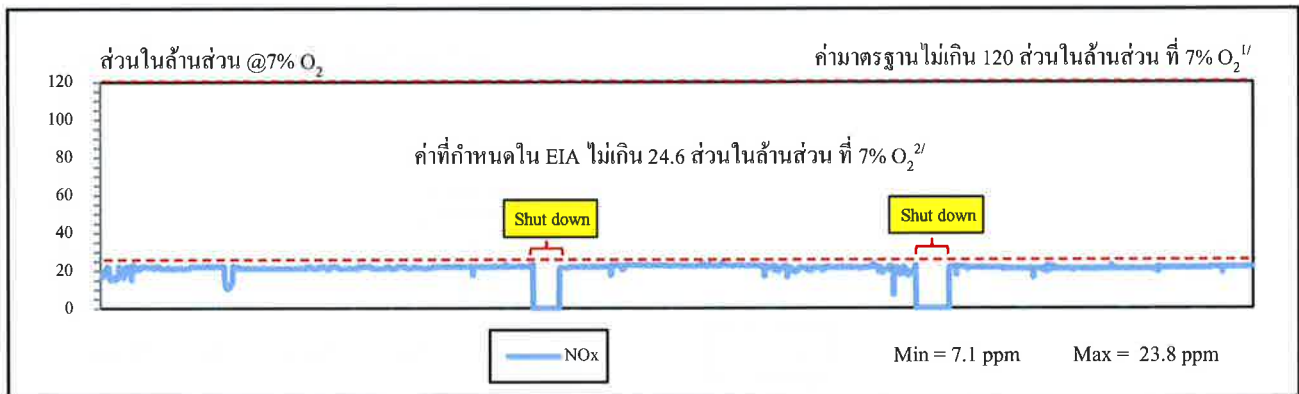 ส่วนในล้านส่วน @7% O₂
ค่ามาตรฐานไม่เกิน 120 ส่วนในล้านส่วน ที่ 7% O₂¹/
120
100
80
60
40
20
0
ค่าที่กำหนดใน EIA ไม่เกิน 24.6 ส่วนในล้านส่วน ที่ 7% O₂²/
Shut down
Shut down
NOx
Min = 7.1 ppm
Max = 23.8 ppm